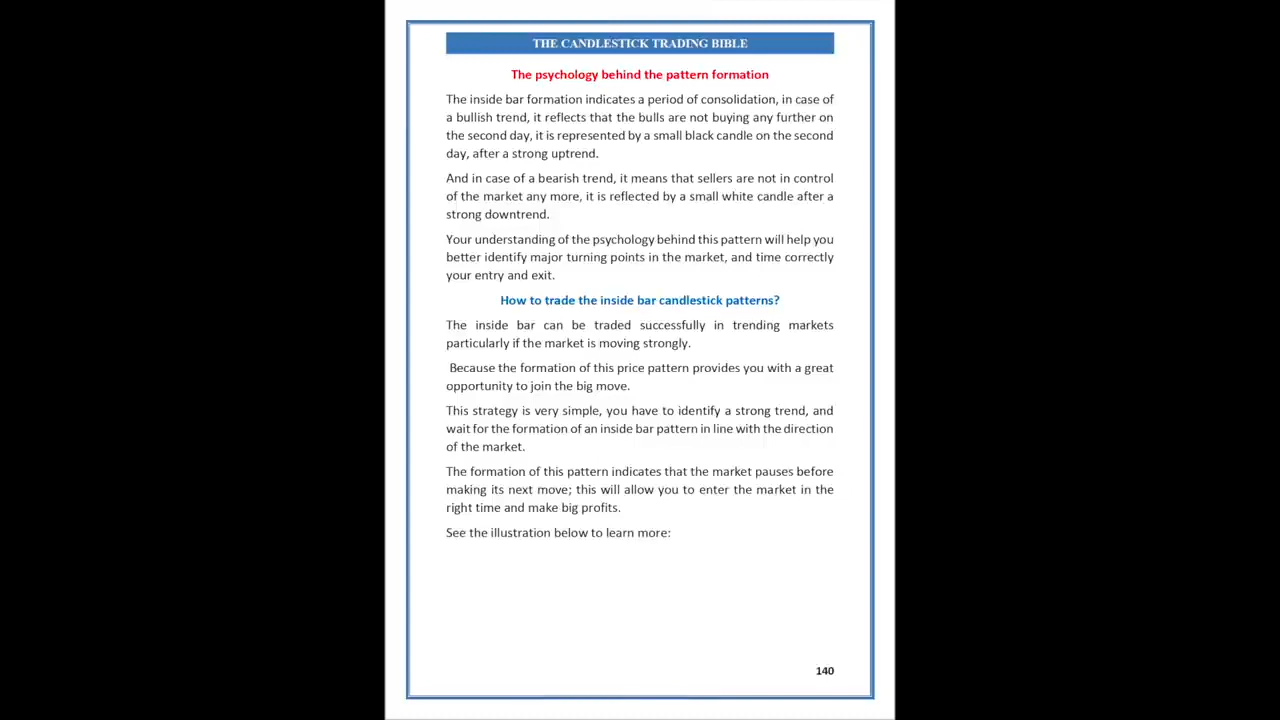 THE CANDLESTICK TRADING BIBLE
The psychology behind the pattern formation
The inside bar formation indicates a period of consolidation, in case of
a bullish trend, it reflects that the bulls are not buying any further on
the second day, it is represented by a small black candle on the second
day, after a strong uptrend.
And in case of a bearish trend, it means that sellers are not in control
of the market any more, it is reflected by a small white candle after a
strong downtrend.
Your understanding of the psychology behind this pattern will help you
better identify major turning points in the market, and time correctly
your entry and exit.
How to trade the inside bar candlestick patterns?
The inside bar can be traded successfully in trending markets
particularly if the market is moving strongly.
Because the formation of this price pattern provides you with a great
opportunity to join the big move.
This strategy is very simple, you have to identify a strong trend, and
wait for the formation of an inside bar pattern in line with the direction
of the market.
The formation of this pattern indicates that the market pauses before
making its next move; this will allow you to enter the market in the
right time and make big profits.
See the illustration below to learn more:
140